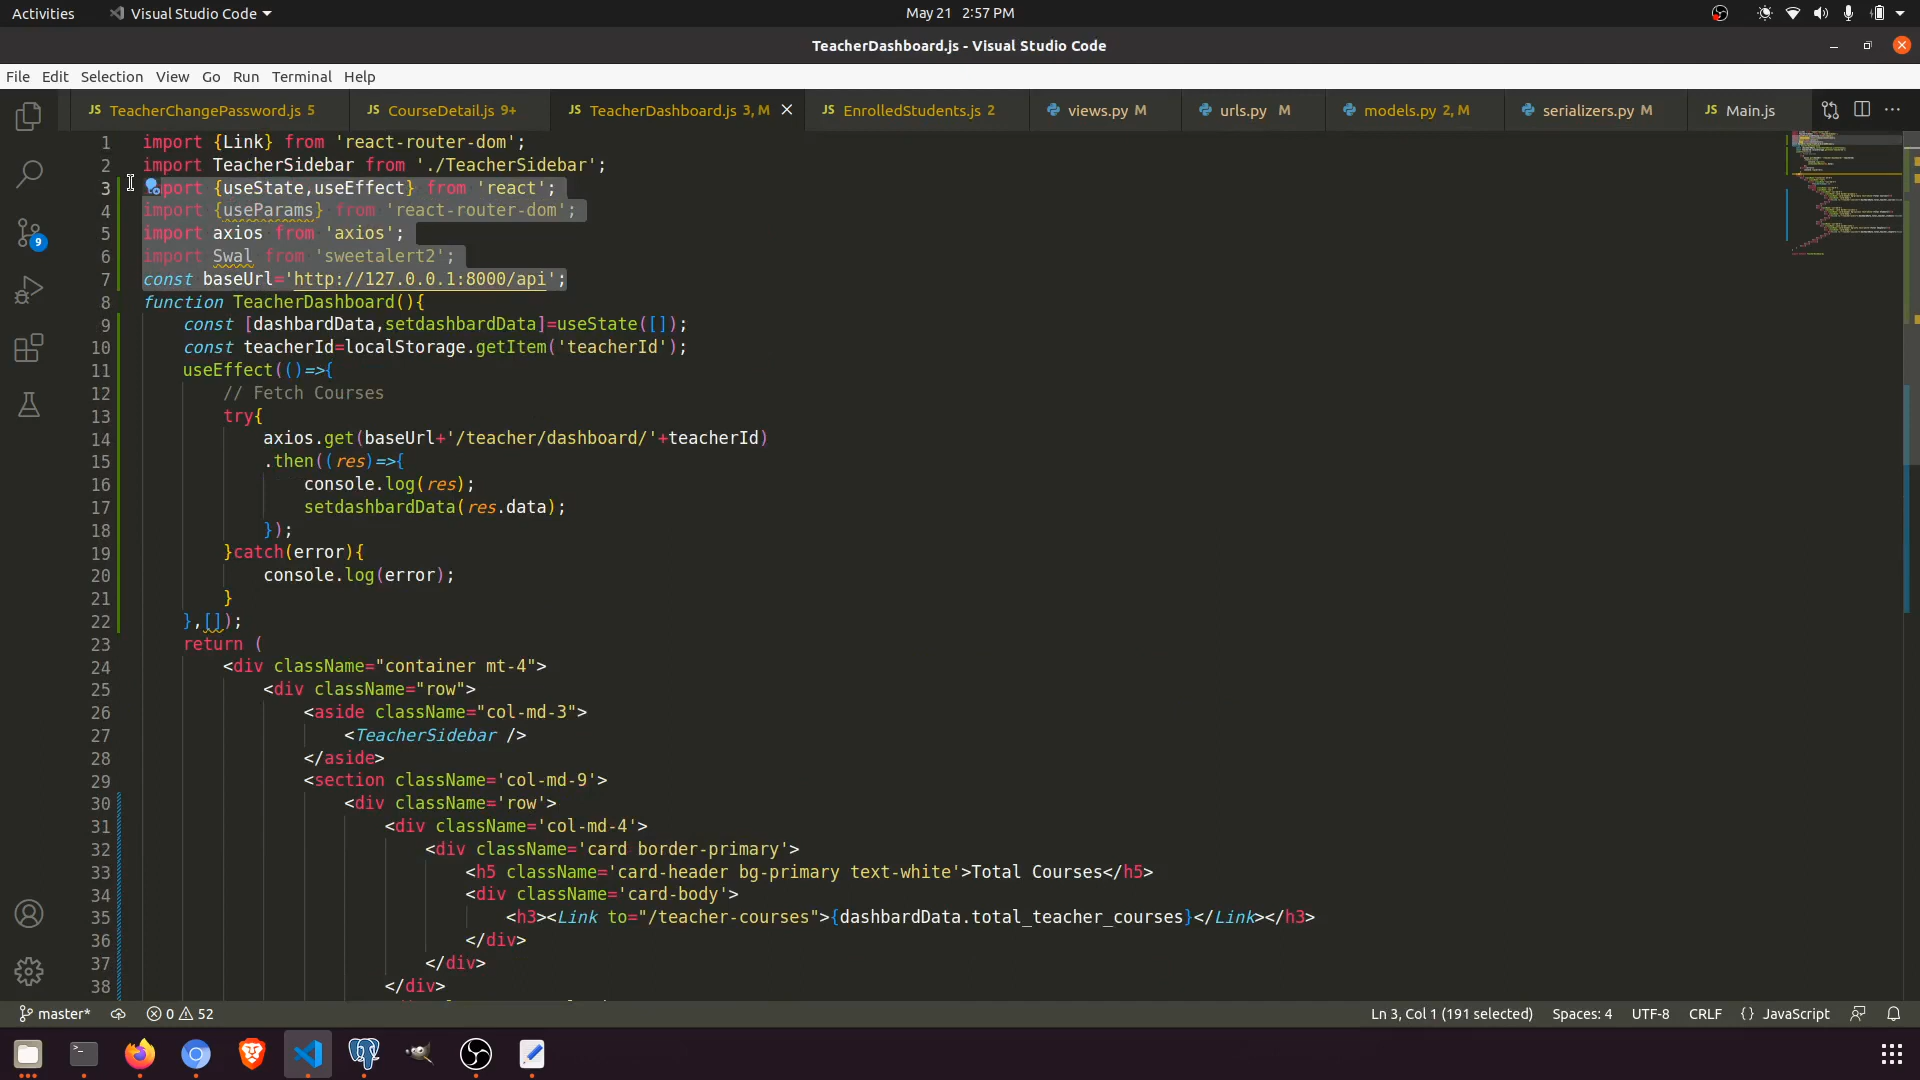 Activities Visual Studio Code May 21 2:57 PM
TeacherDashboard.js - Visual Studio Code
File Edit Selection View Go Run Terminal Help
JS TeacherChangePassword.js 5 JS CourseDetail.js 9+ JS TeacherDashboard.js 3, M JS EnrolledStudents.js 2 views.py M urls.py M models.py 2, M serializers.py M JS Main.js
1 import {Link} from 'react-router-dom';
2 import TeacherSidebar from './TeacherSidebar';
3 import {useState,useEffect} from 'react';
4 import {useParams} from 'react-router-dom';
5 import axios from 'axios';
6 import Swal from 'sweetalert2';
7 const baseUrl='http://127.0.0.1:8000/api';
8 function TeacherDashboard(){
9 const [dashbardData,setdashbardData]=useState([]);
10 const teacherId=localStorage.getItem('teacherId');
11 useEffect(()=>{
12 // Fetch Courses
13 try{
14 axios.get(baseUrl+'/teacher/dashboard/'+teacherId)
15 .then((res)=>{
16 console.log(res);
17 setdashbardData(res.data);
18 });
19 }catch(error){
20 console.log(error);
21 }
22 },[]);
23 return (
24 <div className="container mt-4">
25 <div className="row">
26 <aside className="col-md-3">
27 <TeacherSidebar />
28 </aside>
29 <section className='col-md-9'>
30 <div className='row'>
31 <div className='col-md-4'>
32 <div className='card border-primary'>
33 <h5 className='card-header bg-primary text-white'>Total Courses</h5>
34 <div className='card-body'>
35 <h3><Link to="/teacher-courses">{dashbardData.total_teacher_courses}</Link></h3>
36 </div>
37 </div>
38 </div>
9
master* 0 52 Ln 3, Col 1 (191 selected) Spaces: 4 UTF-8 CRLF {} JavaScript